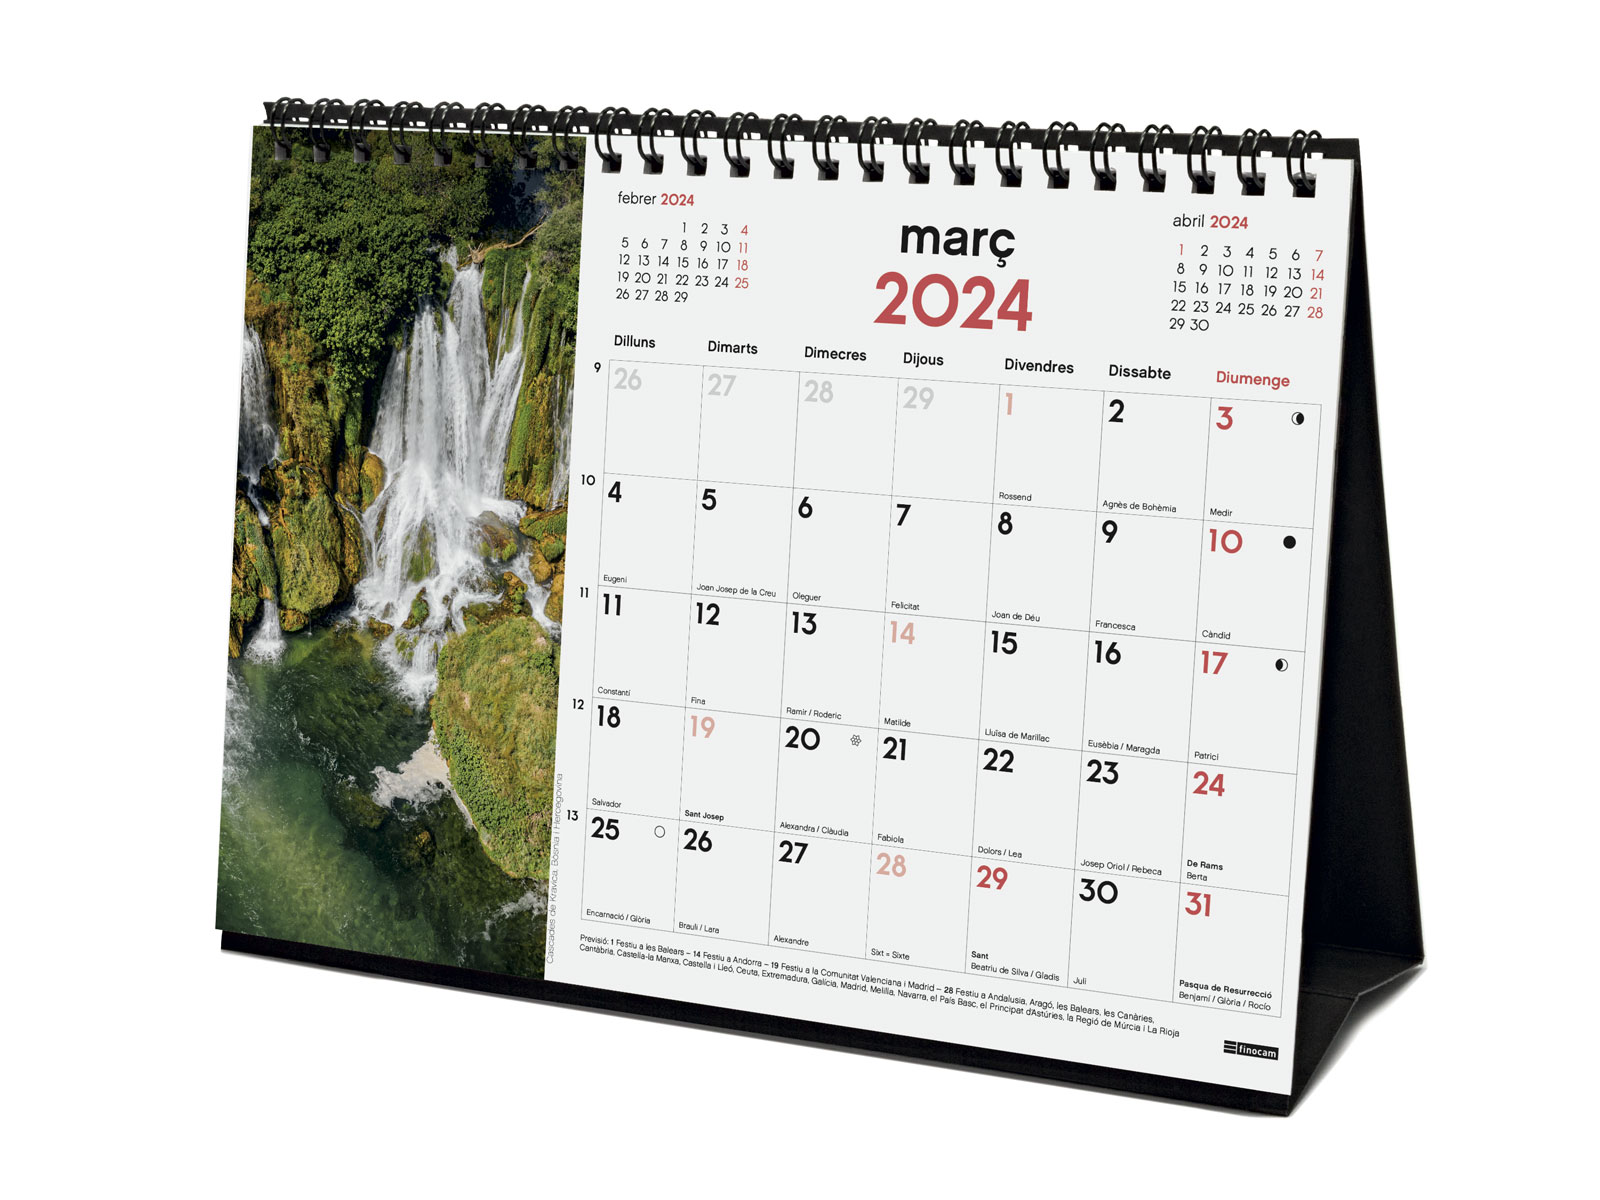 febrer 2024
1 2 3 4
5 6 7 8 9 10 11
12 13 14 15 16 17 18
19 20 21 22 23 24 25
26 27 28 29
març
2024
abril 2024
1 2 3 4 5 6 7
8 9 10 11 12 13 14
15 16 17 18 19 20 21
22 23 24 25 26 27 28
29 30
Dilluns Dimarts Dimecres Dijous Divendres Dissabte Diumenge
9 26 27 28 29 1 2 3
Rossend Agnès de Bohèmia Medir
10 4 5 6 7 8 9 10
Eugeni Joan Josep de la Creu Oleguer Felicitat Joan de Déu Francesca Càndid
11 11 12 13 14 15 16 17
Constantí Fina Ramir / Roderic Matilde Lluïsa de Marillac Eusèbia / Maragda Patrici
12 18 19 20 21 22 23 24
De Rams
Salvador Sant Josep Alexandra / Clàudia Fabiola Dolors / Lea Josep Oriol / Rebeca Berta
13 25 26 27 28 29 30 31
Sant Pasqua de Resurrecció
Encarnació / Glòria Brauli / Lara Alexandre Sixt = Sixte Beatriu de Silva / Gladis Juli Benjamí / Glòria / Rocío
Previsió: 1 Festiu a les Balears – 14 Festiu a Andorra – 19 Festiu a la Comunitat Valenciana i Madrid – 28 Festiu a Andalusia, Aragó, les Balears, les Canàries,
Cantàbria, Castella-la Manxa, Castella i Lleó, Ceuta, Extremadura, Galícia, Madrid, Melilla, Navarra, el País Basc, el Principat d'Astúries, la Regió de Múrcia i La Rioja
Cascades de Kravica. Bòsnia i Hercegovina
finocam